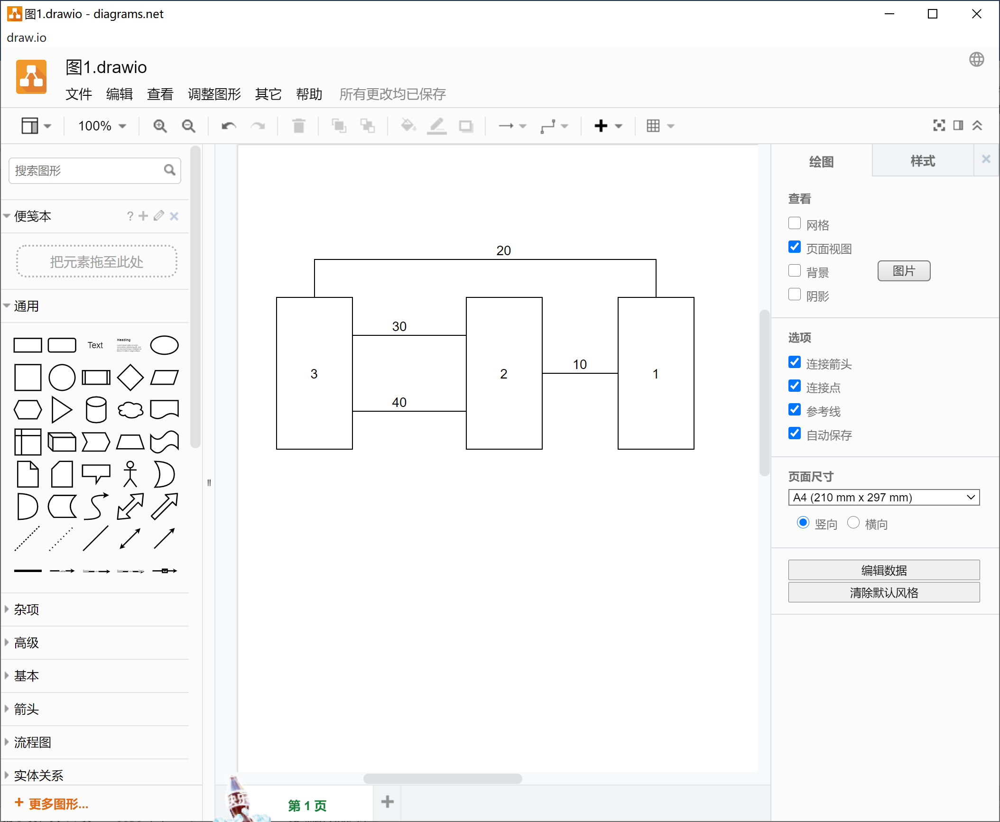 图1.drawio - diagrams.net
draw.io
图1.drawio
文件 编辑 查看 调整图形 其它 帮助 所有更改均已保存
100%
搜索图形
便笺本 ?
把元素拖至此处
通用
Text
Heading
杂项
高级
基本
箭头
流程图
实体关系
+ 更多图形...
20
30
10
40
3
2
1
第 1 页
绘图 样式
查看
网格
页面视图
背景 图片
阴影
选项
连接箭头
连接点
参考线
自动保存
页面尺寸
A4 (210 mm x 297 mm)
竖向 横向
编辑数据
清除默认风格